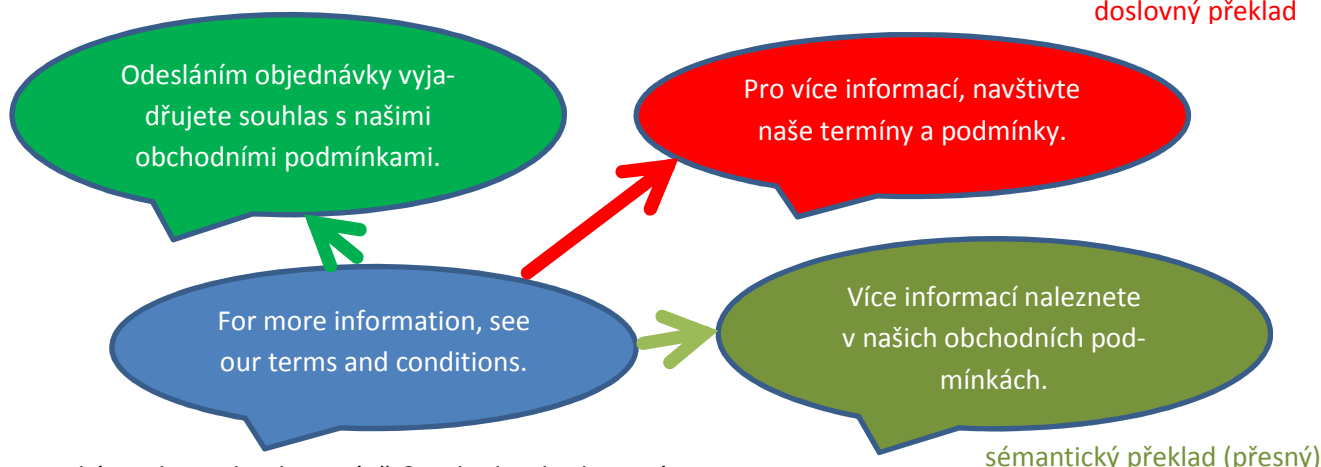 doslovný překlad
Odesláním objednávky vyja-
dřujete souhlas s našimi
obchodními podmínkami.
Pro více informací, navštivte
naše termíny a podmínky.
For more information, see
our terms and conditions.
Více informací naleznete
v našich obchodních pod-
mínkách.
sémantický překlad (přesný)